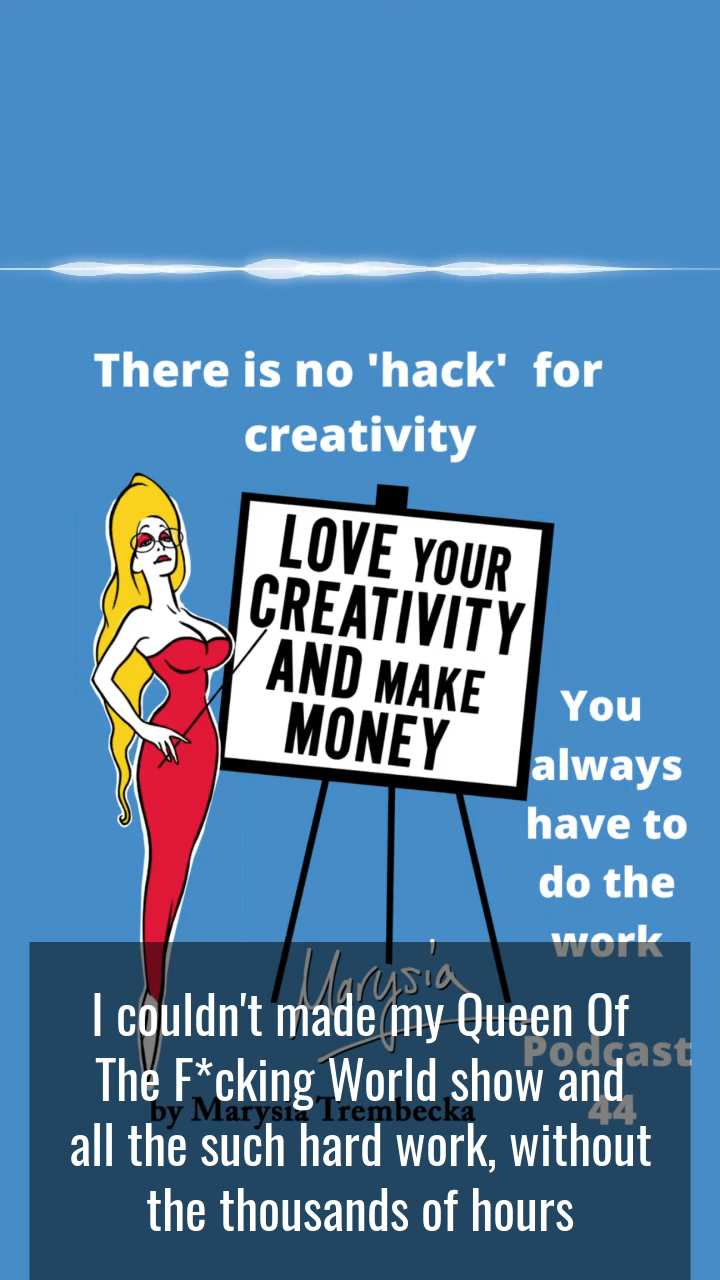 There is no 'hack' for
creativity
LOVE YOUR
CREATIVITY
AND MAKE
MONEY
You
always
have to
do the
work
Marysia
Podcast
44
by Marysia Trembecka
I couldn't made my Queen Of
The F*cking World show and
all the such hard work, without
the thousands of hours